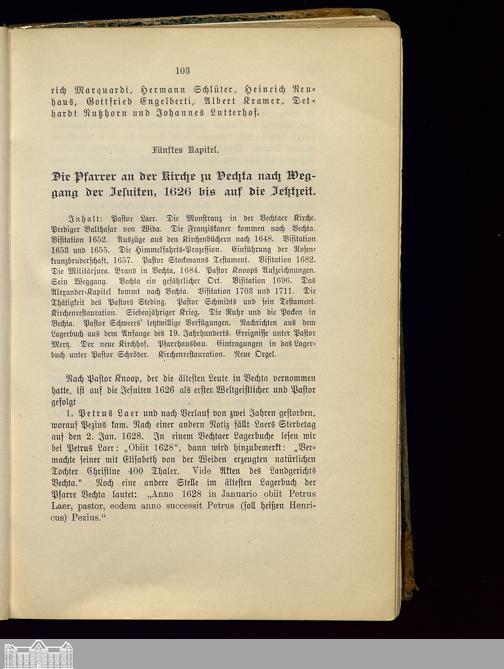 103
rich Marquardi, Hermann Schlüter, Heinrich Neu-
haus, Gottfried Engelberti, Albert Kramer, Det-
hardt Nutzhorn und Johannes Lutterhof.
Fünftes Kapitel.
Die Pfarrer an der Kirche zu Vechta nach Weg-
gang der Jesuiten, 1626 bis auf die Jetztzeit.
Inhalt: Pastor Laer. Die Monstranz in der Vechtaer Kirche.
Prediger Balthasar von Wida. Die Franziskaner kommen nach Vechta.
Visitation 1652. Auszüge aus den Kirchenbüchern nach 1648. Visitation
1653 und 1655. Die Himmelfahrts-Prozession. Einführung der Rosen-
kranzbruderschaft, 1657. Pastor Stockmanns Testament. Visitation 1682.
Die Militärjura. Brand in Vechta, 1684. Pastor Knoops Aufzeichnungen.
Sein Weggang. Vechta ein gefährlicher Ort. Visitation 1696. Das
Alexander-Kapitel kommt nach Vechta. Visitation 1703 und 1711. Die
Thätigkeit des Pastors Steding. Pastor Schmidts und sein Testament.
Kirchenrestauration. Siebenjähriger Krieg. Die Ruhr und die Pocken in
Vechta. Pastor Schweers' letztwillige Verfügungen. Nachrichten aus dem
Lagerbuch aus dem Anfange des 19. Jahrhunderts. Ereignisse unter Pastor
Mertz. Der neue Kirchhof. Pfarrhausbau. Eintragungen in das Lager-
buch unter Pastor Schröder. Kirchenrestauration. Neue Orgel.
Nach Pastor Knoop, der die ältesten Leute in Vechta vernommen
hatte, ist auf die Jesuiten 1626 als erster Weltgeistlicher und Pastor
gefolgt
1. Petrus Laer und nach Verlauf von zwei Jahren gestorben,
worauf Pezius kam. Nach einer andern Notiz fällt Laers Sterbetag
auf den 2. Jan. 1628. In einem Vechtaer Lagerbuche lesen wir
bei Petrus Laer: „Obiit 1628“, dann wird hinzubemerkt: „Ver-
machte seiner mit Elisabeth von der Weiden erzeugten natürlichen
Tochter Christine 400 Thaler. Vide Akten des Landgerichts
Vechta.“ Noch eine andere Stelle im ältesten Lagerbuch der
Pfarre Vechta lautet: „Anno 1628 in Januario obiit Petrus
Laer, pastor, eodem anno successit Petrus (soll heißen Henri-
cus) Pezius.“